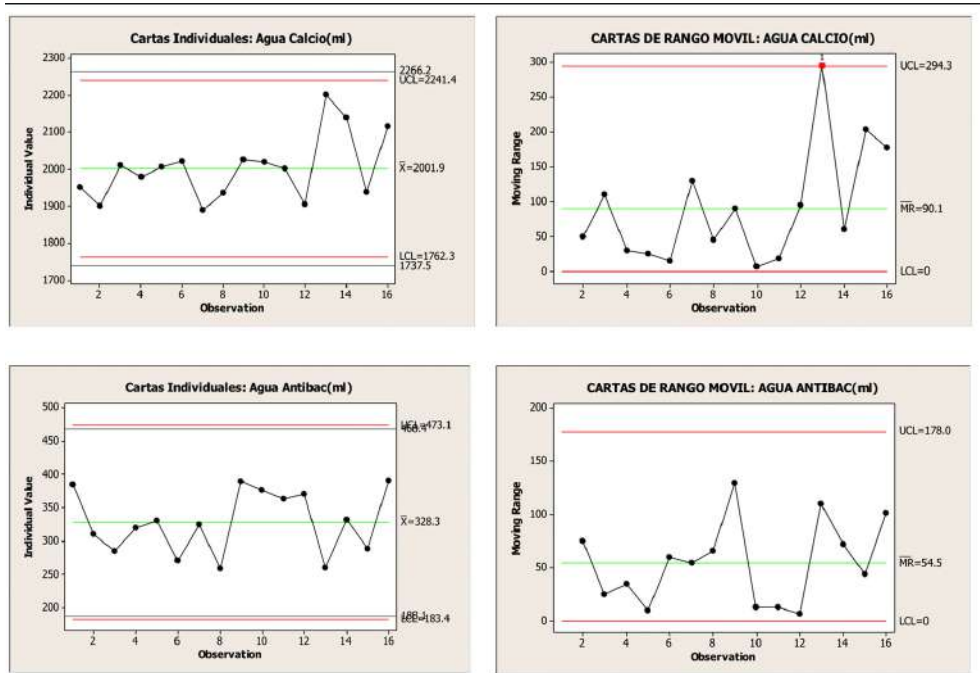 Cartas Individuales: Agua Calcio(ml)
2300
2200
2100
2000
1900
1800
1700
Individual Value
2266.2
UCL=2241.4
X=2001.9
LCL=1762.3
1737.5
2 4 6 8 10 12 14 16
Observation
CARTAS DE RANGO MOVIL: AGUA CALCIO(ml)
300
250
200
150
100
50
0
Moving Range
1
UCL=294.3
MR=90.1
LCL=0
2 4 6 8 10 12 14 16
Observation
Cartas Individuales: Agua Antibac(ml)
500
450
400
350
300
250
200
Individual Value
UCL=473.1
X=328.3
LCL=183.4
2 4 6 8 10 12 14 16
Observation
CARTAS DE RANGO MOVIL: AGUA ANTIBAC(ml)
200
150
100
50
0
Moving Range
UCL=178.0
MR=54.5
LCL=0
2 4 6 8 10 12 14 16
Observation